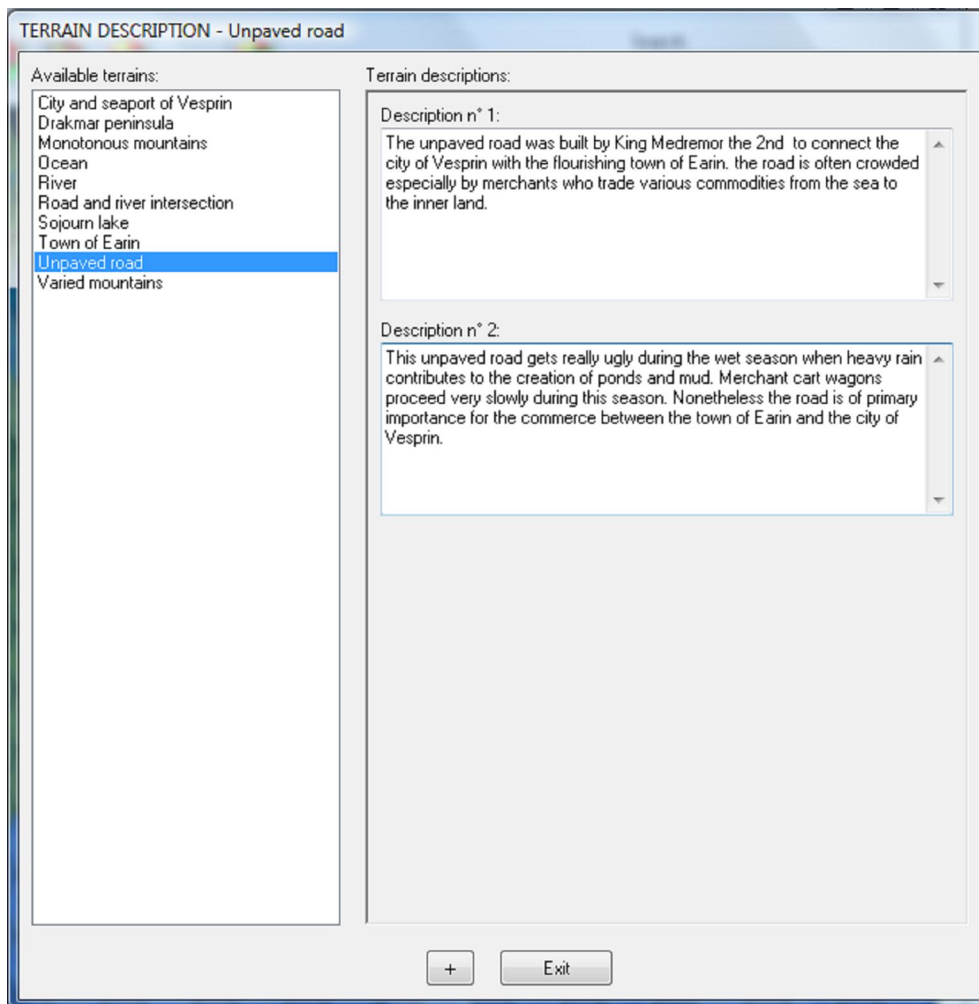 TERRAIN DESCRIPTION - Unpaved road
Available terrains:
City and seaport of Vesprin
Drakmar peninsula
Monotonous mountains
Ocean
River
Road and river intersection
Sojourn lake
Town of Earin
Unpaved road
Varied mountains
Terrain descriptions:
Description n° 1:
The unpaved road was built by King Medremor the 2nd  to connect the
city of Vesprin with the flourishing town of Earin. the road is often crowded
especially by merchants who trade various commodities from the sea to
the inner land.
Description n° 2:
This unpaved road gets really ugly during the wet season when heavy rain
contributes to the creation of ponds and mud. Merchant cart wagons
proceed very slowly during this season. Nonetheless the road is of primary
importance for the commerce between the town of Earin and the city of
Vesprin.
+
Exit